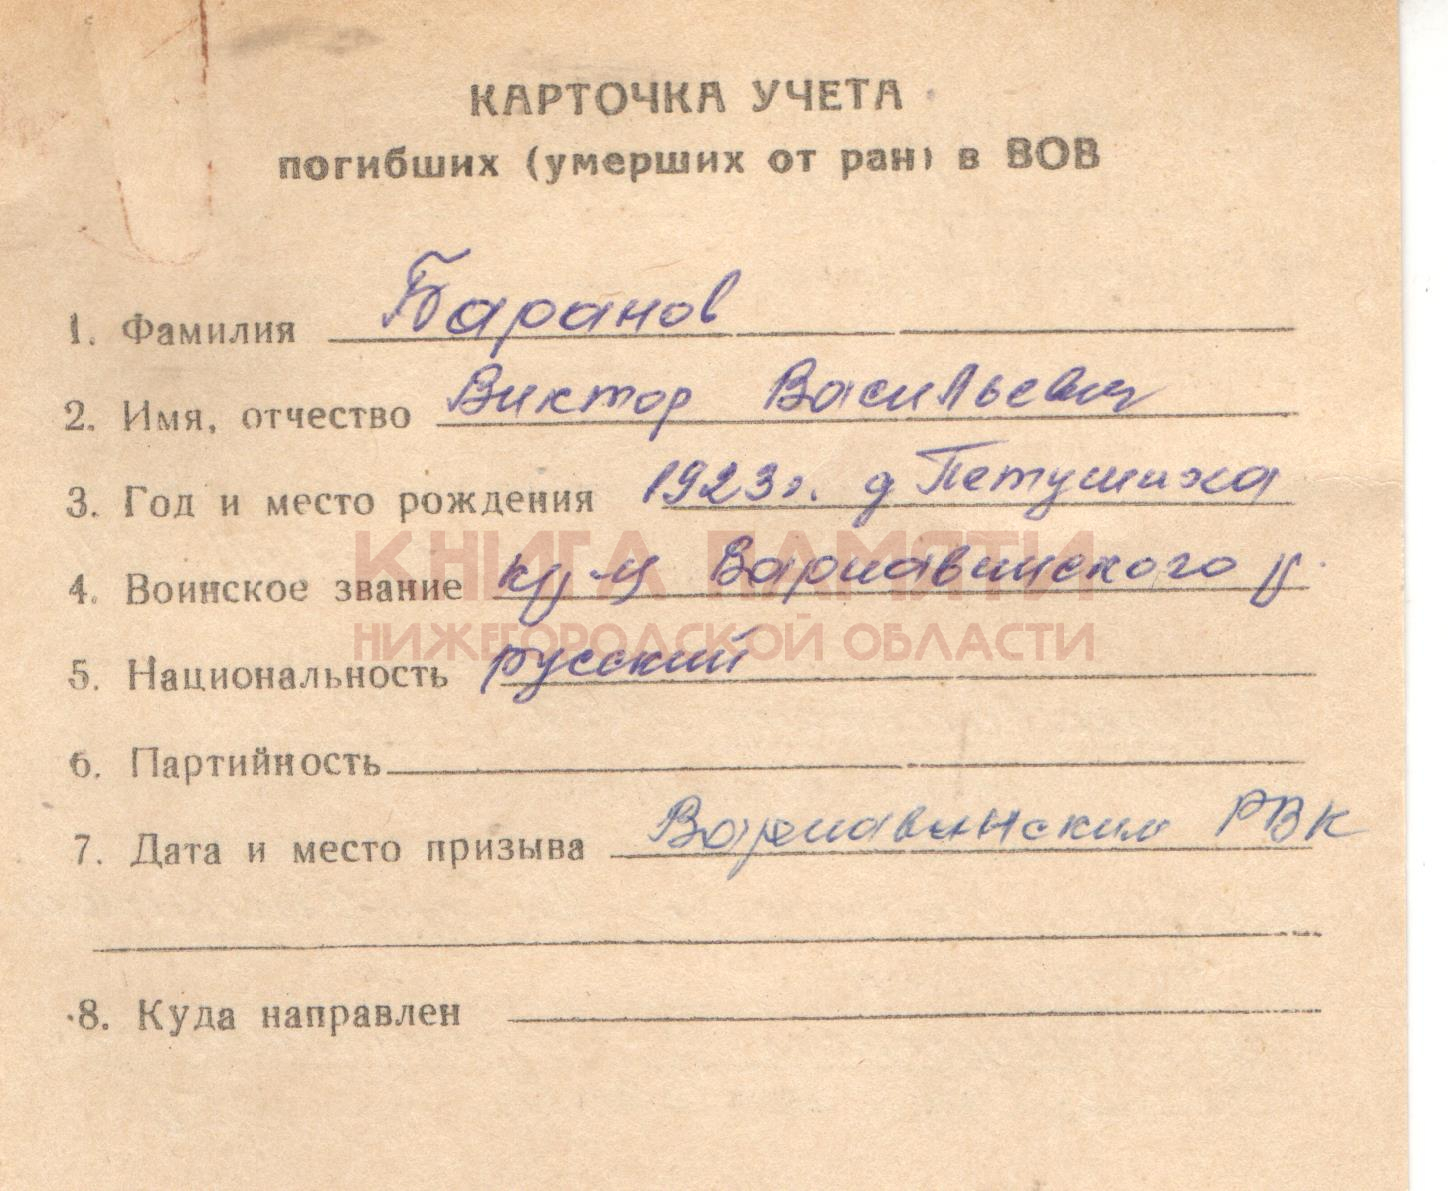 КАРТОЧКА УЧЕТА
погибших (умерших от ран) в ВОВ
1. Фамилия Баранов
2. Имя, отчество Виктор Васильевич
3. Год и место рождения 1923г. д Петушиха
4. Воинское звание Варнавинского р.
КНИГА ПАМЯТИ
НИЖЕГОРОДСКОЙ ОБЛАСТИ
5. Национальность русский
6. Партийность
7. Дата и место призыва Варнавинским РВК
8. Куда направлен